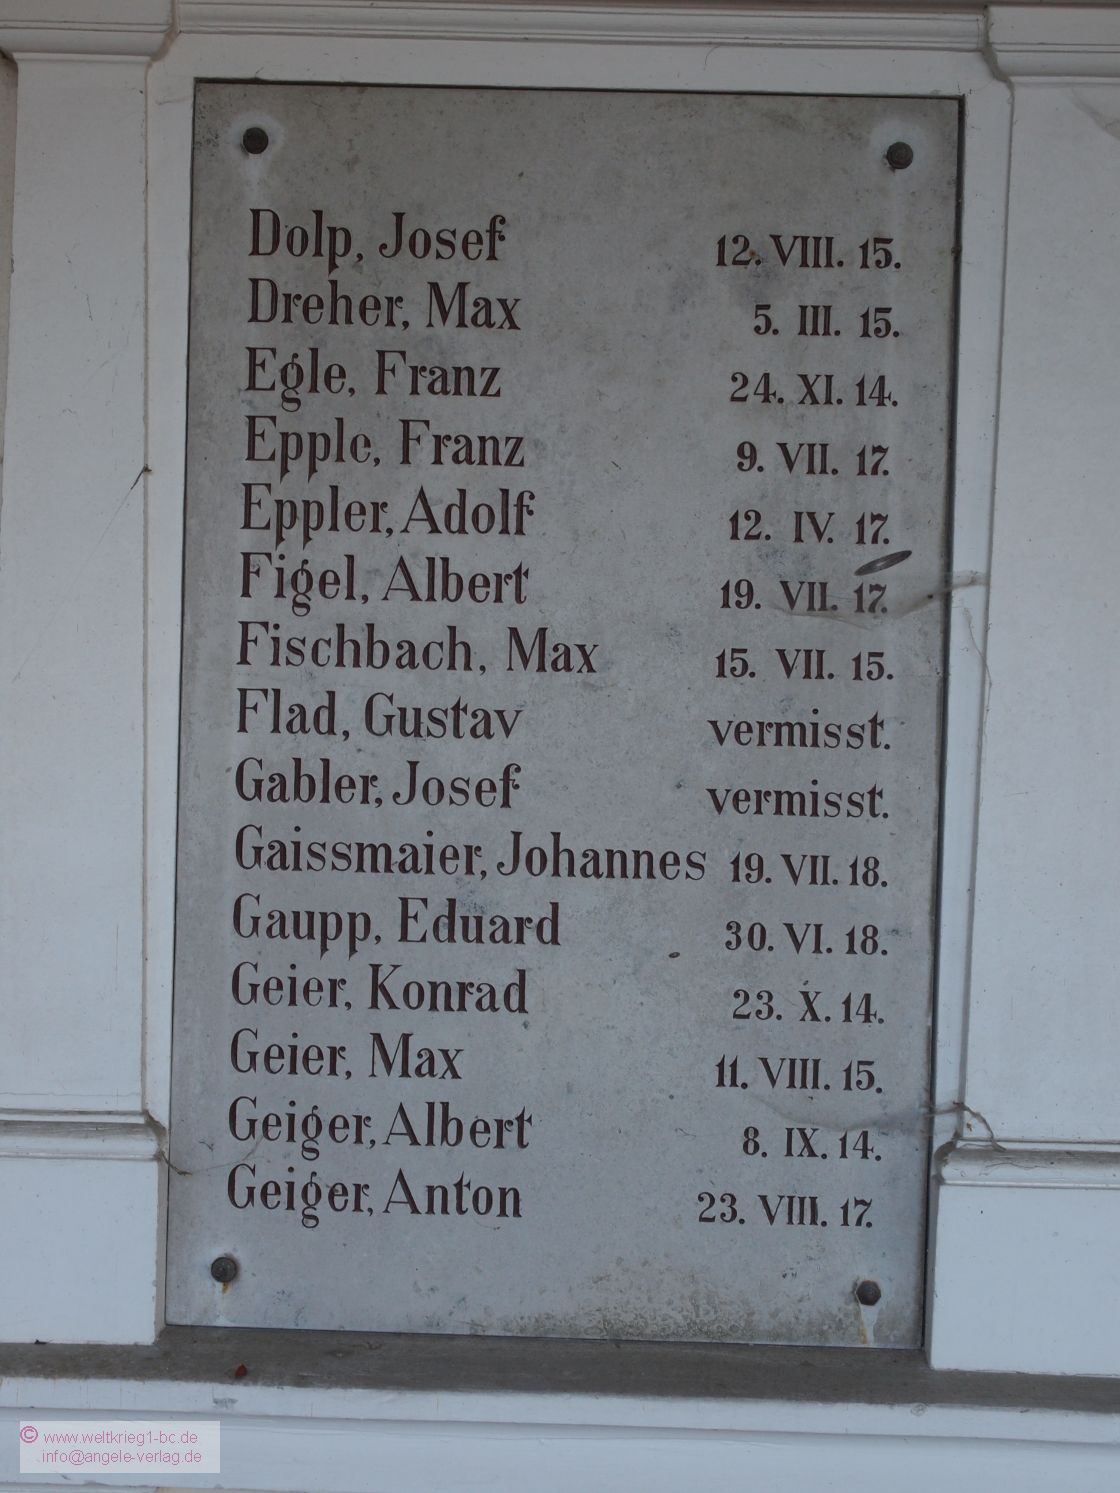 Dolp, Josef 12. VIII. 15.
Dreher, Max 5. III. 15.
Egle, Franz 24. XI. 14.
Epple, Franz 9. VII. 17.
Eppler, Adolf 12. IV. 17.
Figel, Albert 19. VII. 17.
Fischbach, Max 15. VII. 15.
Flad, Gustav vermisst.
Gabler, Josef vermisst.
Gaissmaier, Johannes 19. VII. 18.
Gaupp, Eduard 30. VI. 18.
Geier, Konrad 23. X. 14.
Geier, Max 11. VIII. 15.
Geiger, Albert 8. IX. 14.
Geiger, Anton 23. VIII. 17.
© www.weltkrieg1-bc.de
info@angele-verlag.de